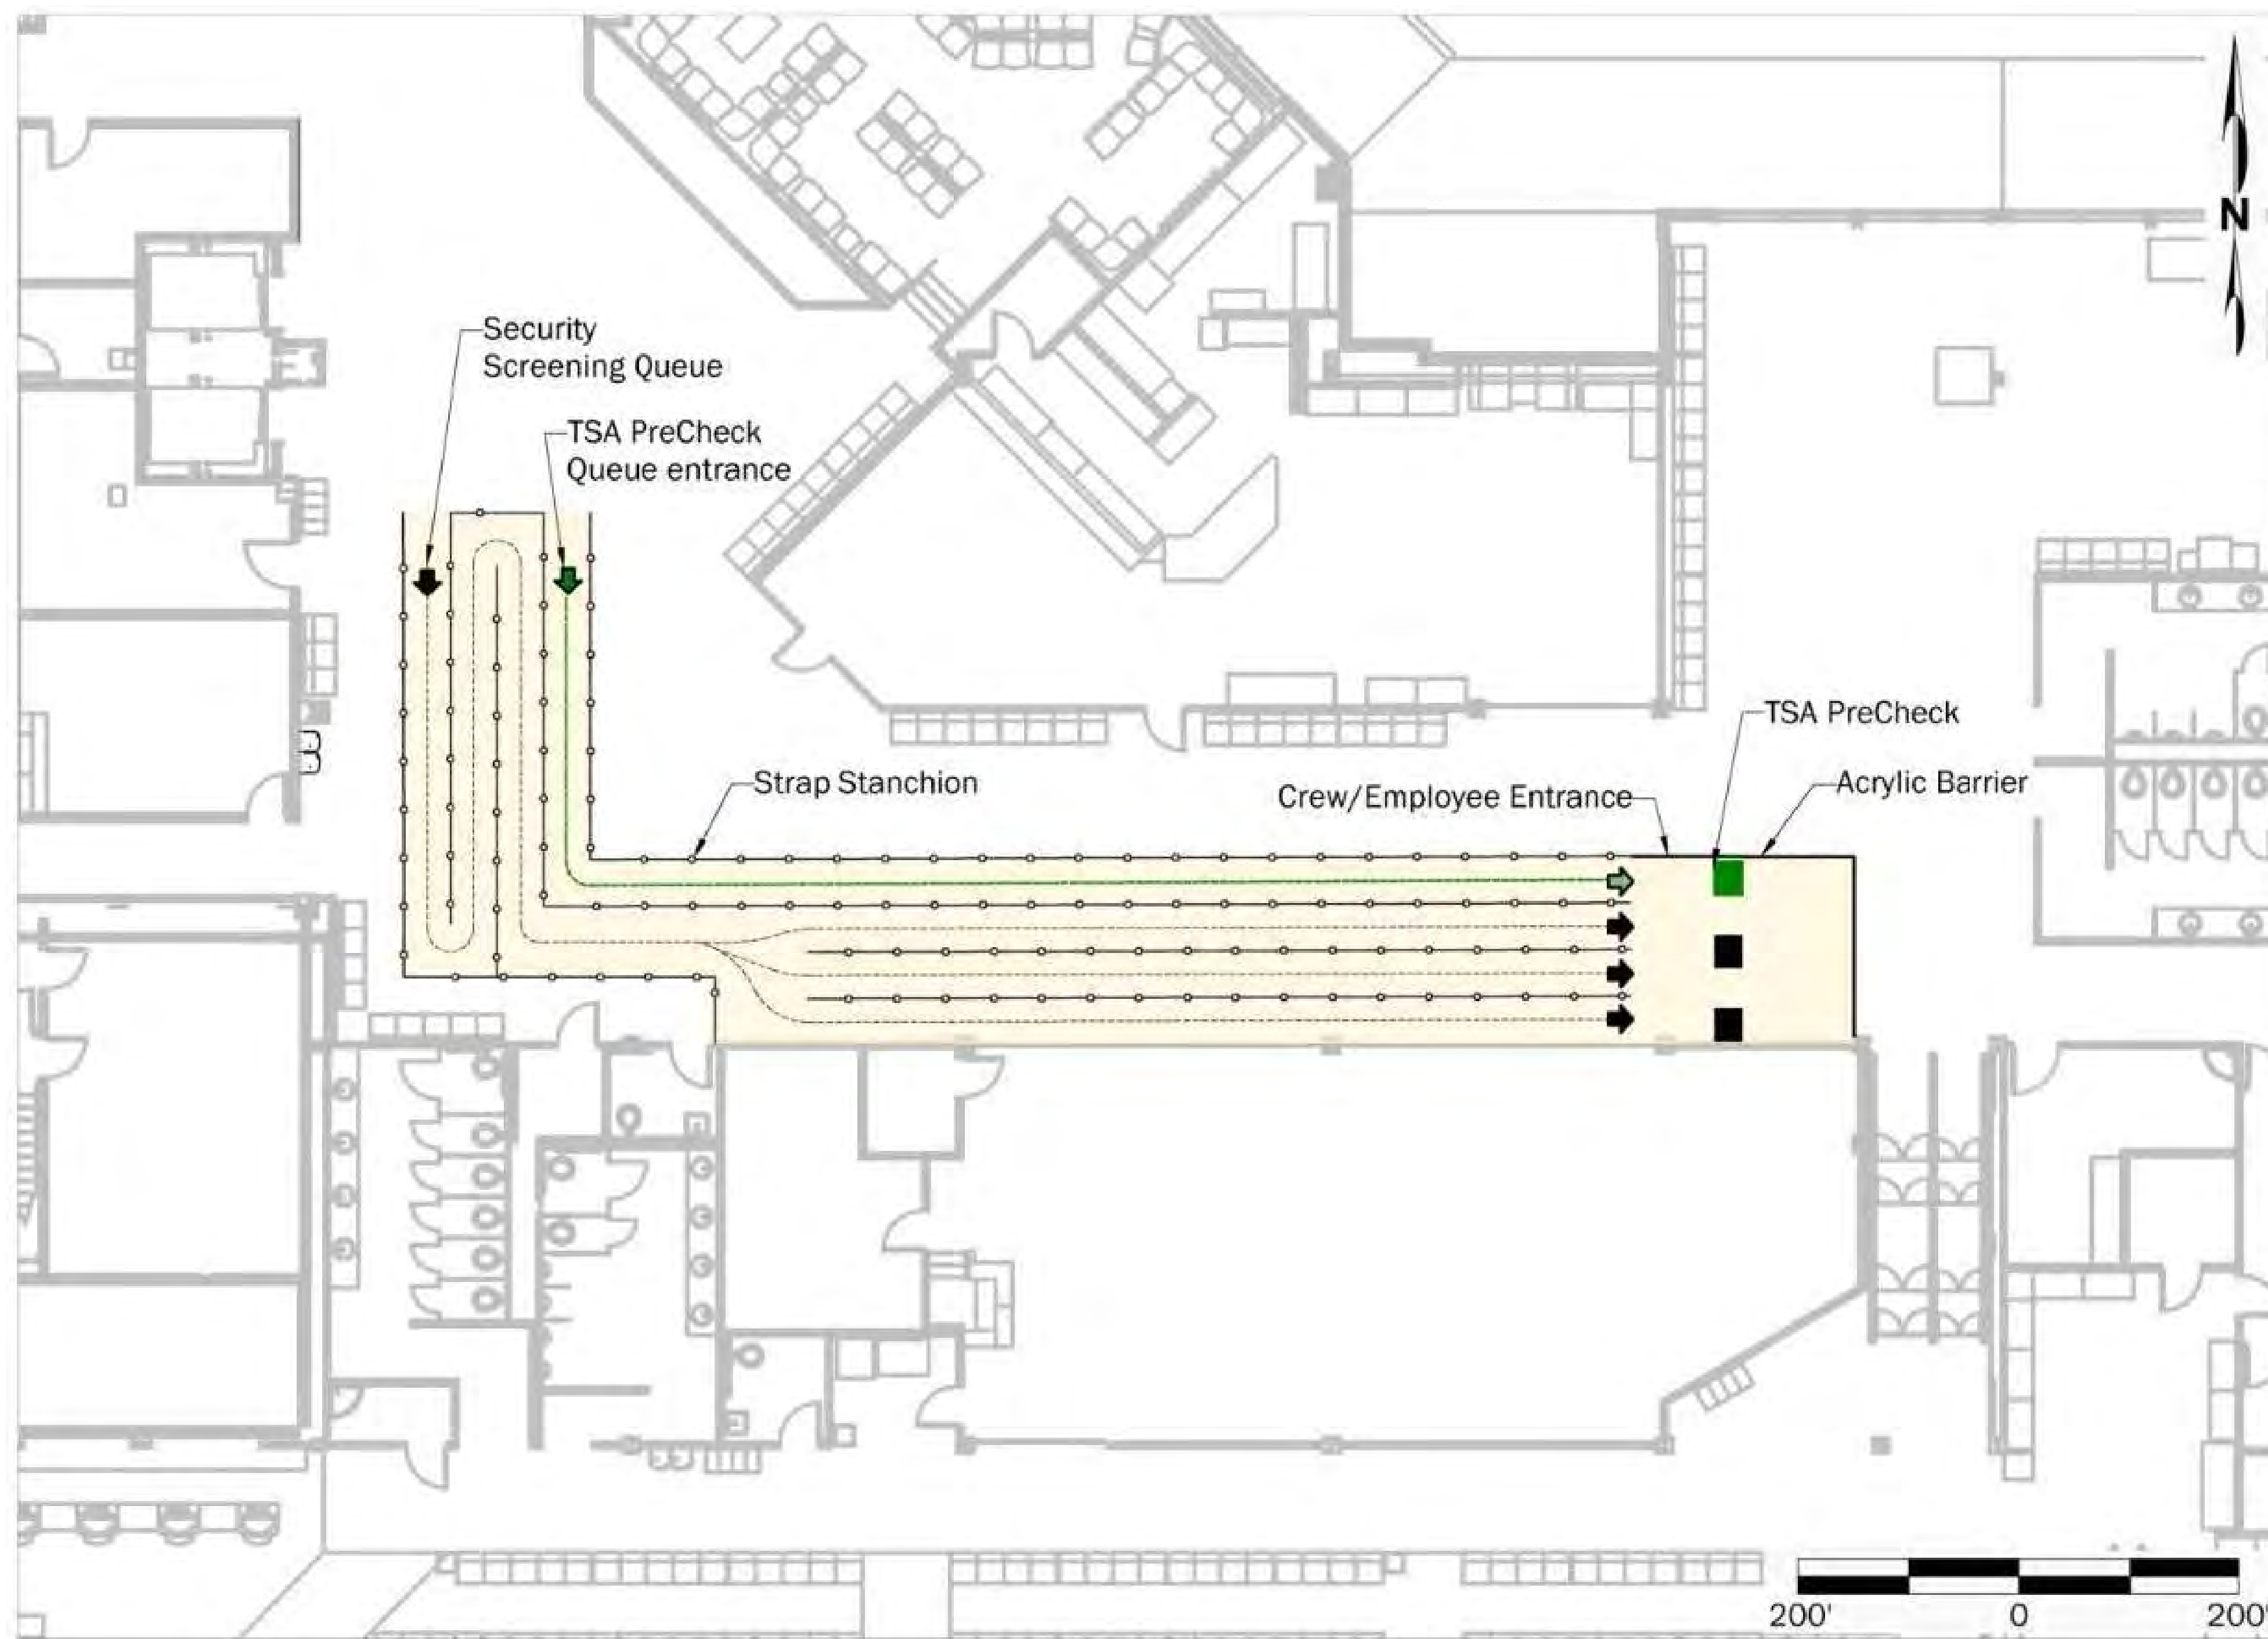 N
Security
Screening Queue
TSA PreCheck
Queue entrance
TSA PreCheck
Strap Stanchion
Crew/Employee Entrance
Acrylic Barrier
200' 0 200'